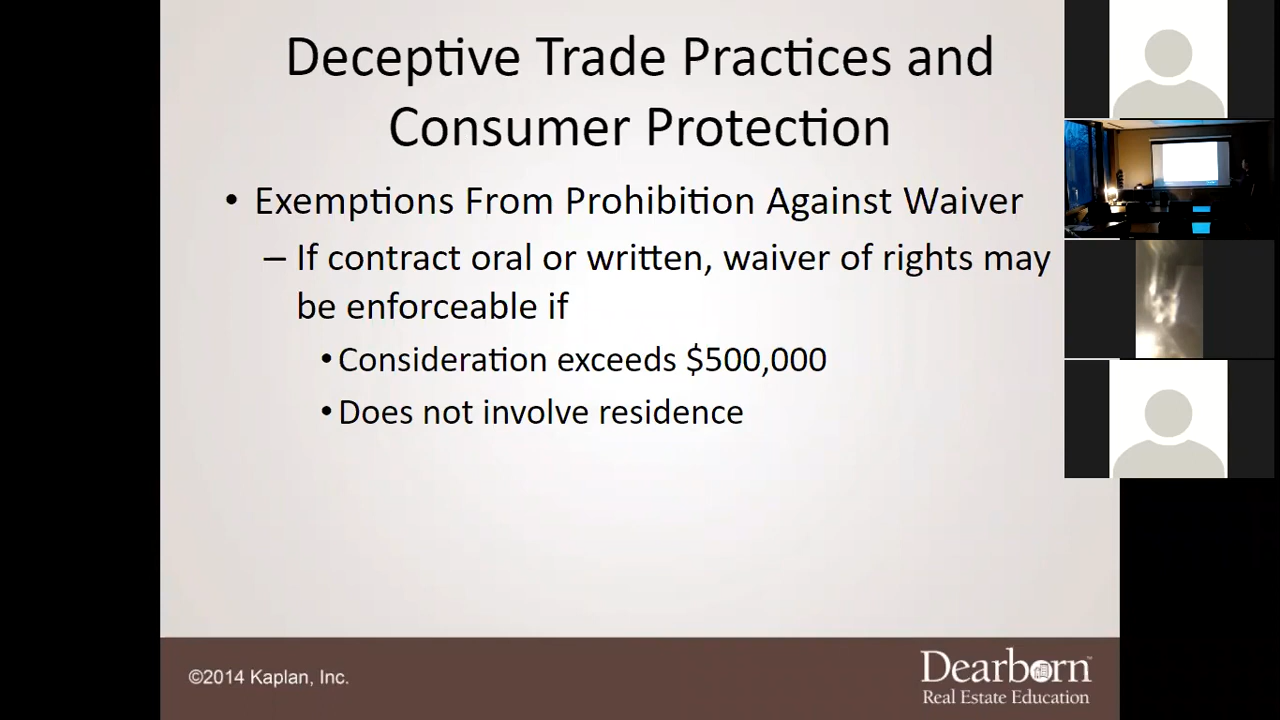 Deceptive Trade Practices and
Consumer Protection
• Exemptions From Prohibition Against Waiver
– If contract oral or written, waiver of rights may
be enforceable if
• Consideration exceeds $500,000
• Does not involve residence
©2014 Kaplan, Inc.
Dearborn™
Real Estate Education